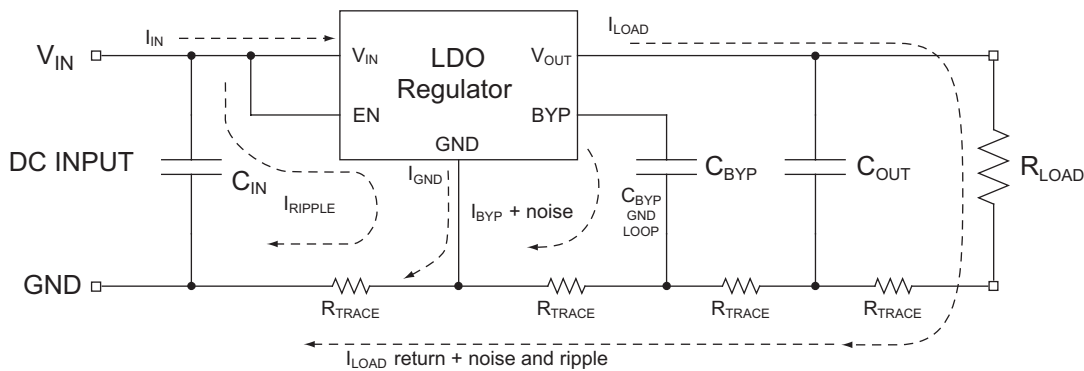 I_IN
I_LOAD
V_IN
V_IN
LDO
Regulator
V_OUT
EN
BYP
GND
DC INPUT
C_IN
I_GND
C_BYP
C_OUT
R_LOAD
I_RIPPLE
I_BYP + noise
C_BYP
GND
LOOP
GND
R_TRACE
R_TRACE
R_TRACE
R_TRACE
I_LOAD return + noise and ripple